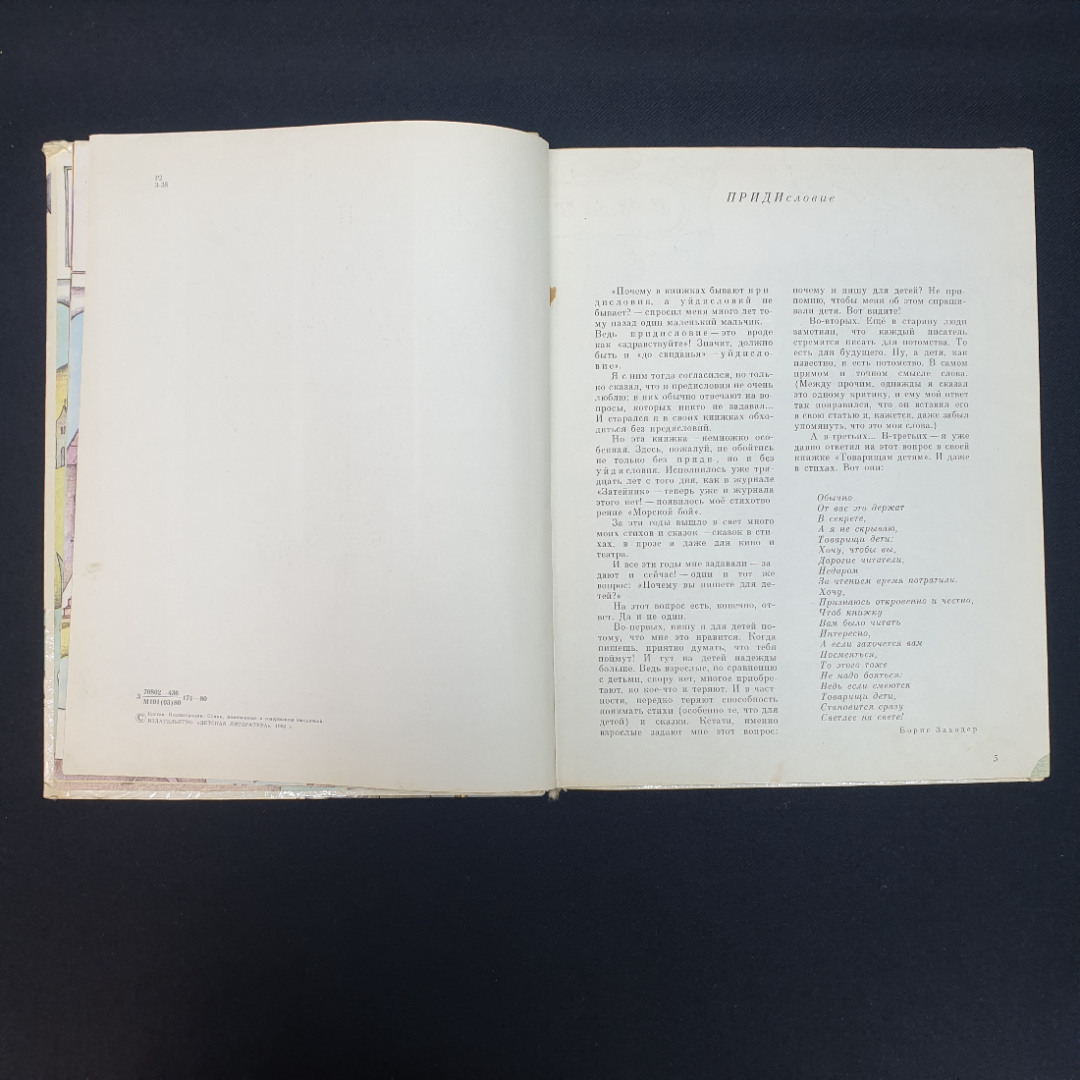 Р2
З-38
З 70802—436 171—80
М101(03)80
ИЗДАТЕЛЬСТВО «ДЕТСКАЯ ЛИТЕРАТУРА»,
ПРИДИсловие
«Почему в книжках бывают при
дисловия, а уйдисловий не
бывает? — спросил меня много лет то-
му назад один маленький мальчик.
Ведь придисловие — это вроде
как «здравствуйте»! Значит, должно
быть и «до свиданья» — уйдисло-
вие».
Я с ним тогда согласился, но толь-
ко сказал, что я предисловия не очень
люблю: в них обычно отвечают на во-
просы, которых никто не задавал...
И старался я в своих книжках обхо-
диться без предисловий.
Но эта книжка — немножко осо-
бенная. Здесь, пожалуй, не обойтись
не только без приди, но и без
уйдисловия. Исполнилось уже три-
дцать лет с того дня, как в журнале
«Затейник» — теперь уже и журнала
этого нет! — появилось моё стихотво-
рение «Морской бой».
За эти годы вышло в свет много
моих стихов и сказок — сказок в сти-
хах, в прозе и даже для кино и
театра.
И все эти годы мне задавали — за-
дают и сейчас! — один и тот же
вопрос: «Почему вы пишете для де-
тей?»
На этот вопрос есть, конечно, от-
вет. Да и не один.
Во-первых, пишу я для детей по-
тому, что мне это нравится. Когда
пишешь, приятно думать, что тебя
поймут! И тут на детей надежды
больше. Ведь взрослые, по сравнению
с детьми, спору нет, многое приобре-
тают, но кое-что и теряют. И в част
ности, нередко теряют способность
понимать стихи (особенно те, что для
детей) и сказки. Кстати, именно
взрослые задают мне этот вопрос:
почему я пишу для детей? Не при-
помню, чтобы меня об этом спраши-
вали дети. Вот видите!
Во-вторых. Ещё в старину люди
заметили, что каждый писатель
стремится писать для потомства. То
есть для будущего. Ну, а дети, как
известно, и есть потомство. В самом
прямом и точном смысле слова.
(Между прочим, однажды я сказал
это одному критику, и ему мой ответ
так понравился, что он вставил его
в свою статью и, кажется, даже забыл
упомянуть, что это мои слова.)
А в-третьих... В-третьих — я уже
давно ответил на этот вопрос в своей
книжке «Товарищам детям». И даже
в стихах. Вот они:
Обычно
От вас это держат
В секрете,
А я не скрываю,
Товарищи дети:
Хочу, чтобы вы,
Дорогие читатели,
Недаром
За чтением время потратили.
Хочу,
Признаюсь откровенно и честно,
Чтоб книжку
Вам было читать
Интересно,
А если захочется вам
Посмеяться,
То этого тоже
Не надо бояться:
Ведь если смеются
Товарищи дети,
Становится сразу
Светлее на свете!
Борис Заходер
5